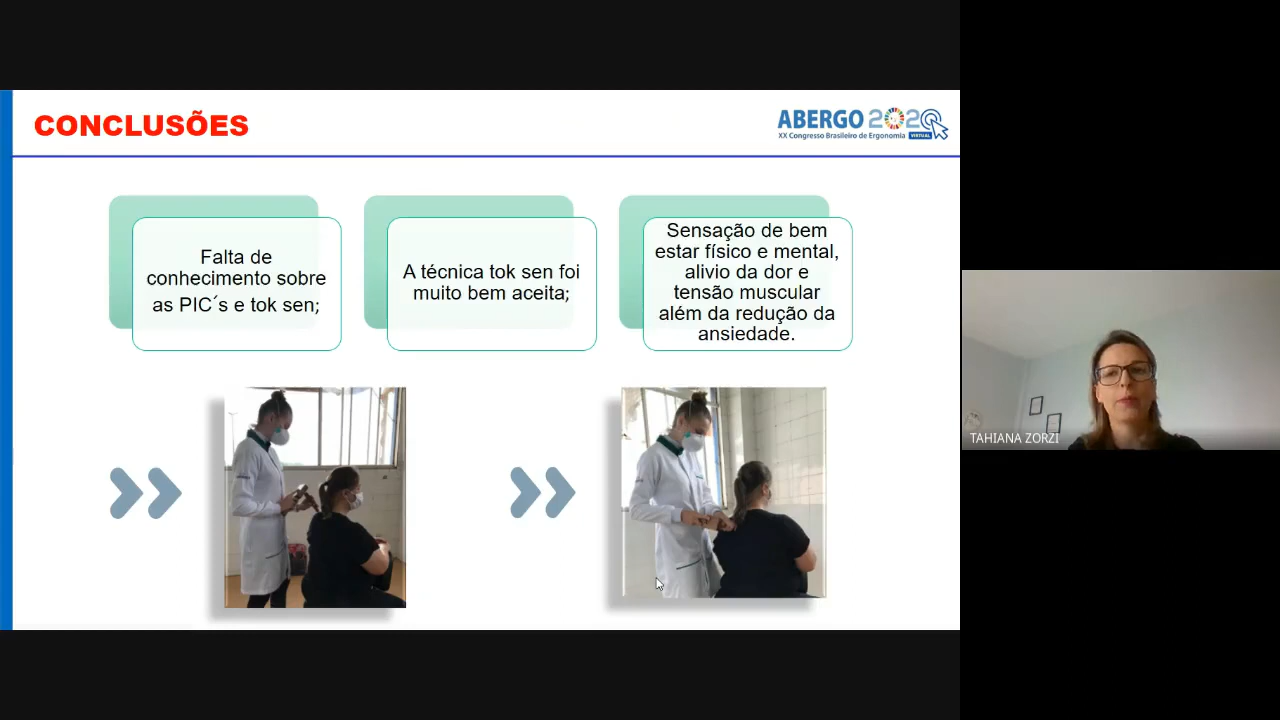 CONCLUSÕES
ABERGO 2020
XX Congresso Brasileiro de Ergonomia VIRTUAL
Falta de
conhecimento sobre
as PIC´s e tok sen;
A técnica tok sen foi
muito bem aceita;
Sensação de bem
estar físico e mental,
alivio da dor e
tensão muscular
além da redução da
ansiedade.
TAHIANA ZORZI